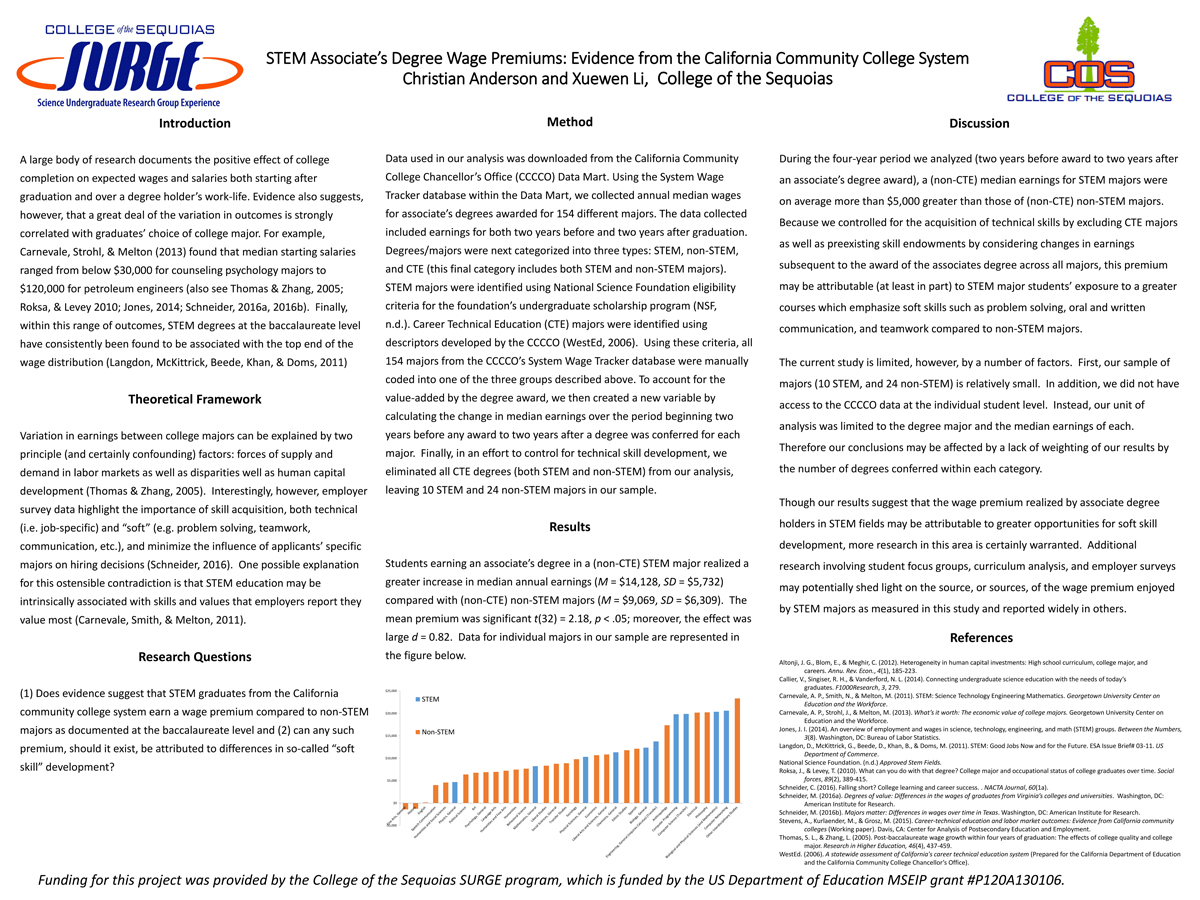 COLLEGE of the SEQUOIAS
SURGE
Science Undergraduate Research Group Experience
STEM Associate's Degree Wage Premiums: Evidence from the California Community College System
Christian Anderson and Xuewen Li, College of the Sequoias
COS
COLLEGE OF THE SEQUOIAS
Introduction
A large body of research documents the positive effect of college
completion on expected wages and salaries both starting after
graduation and over a degree holder's work-life. Evidence also suggests,
however, that a great deal of the variation in outcomes is strongly
correlated with graduates' choice of college major. For example,
Carnevale, Strohl, & Melton (2013) found that median starting salaries
ranged from below $30,000 for counseling psychology majors to
$120,000 for petroleum engineers (also see Thomas & Zhang, 2005;
Roksa, & Levey 2010; Jones, 2014; Schneider, 2016a, 2016b). Finally,
within this range of outcomes, STEM degrees at the baccalaureate level
have consistently been found to be associated with the top end of the
wage distribution (Langdon, McKittrick, Beede, Khan, & Doms, 2011)
Theoretical Framework
Variation in earnings between college majors can be explained by two
principle (and certainly confounding) factors: forces of supply and
demand in labor markets as well as disparities well as human capital
development (Thomas & Zhang, 2005). Interestingly, however, employer
survey data highlight the importance of skill acquisition, both technical
(i.e. job-specific) and "soft" (e.g. problem solving, teamwork,
communication, etc.), and minimize the influence of applicants' specific
majors on hiring decisions (Schneider, 2016). One possible explanation
for this ostensible contradiction is that STEM education may be
intrinsically associated with skills and values that employers report they
value most (Carnevale, Smith, & Melton, 2011).
Research Questions
(1) Does evidence suggest that STEM graduates from the California
community college system earn a wage premium compared to non-STEM
majors as documented at the baccalaureate level and (2) can any such
premium, should it exist, be attributed to differences in so-called "soft
skill" development?
Method
Data used in our analysis was downloaded from the California Community
College Chancellor's Office (CCCCO) Data Mart. Using the System Wage
Tracker database within the Data Mart, we collected annual median wages
for associate's degrees awarded for 154 different majors. The data collected
included earnings for both two years before and two years after graduation.
Degrees/majors were next categorized into three types: STEM, non-STEM,
and CTE (this final category includes both STEM and non-STEM majors).
STEM majors were identified using National Science Foundation eligibility
criteria for the foundation's undergraduate scholarship program (NSF,
n.d.). Career Technical Education (CTE) majors were identified using
descriptors developed by the CCCCO (WestEd, 2006). Using these criteria, all
154 majors from the CCCCO's System Wage Tracker database were manually
coded into one of the three groups described above. To account for the
value-added by the degree award, we then created a new variable by
calculating the change in median earnings over the period beginning two
years before any award to two years after a degree was conferred for each
major. Finally, in an effort to control for technical skill development, we
eliminated all CTE degrees (both STEM and non-STEM) from our analysis,
leaving 10 STEM and 24 non-STEM majors in our sample.
Results
Students earning an associate's degree in a (non-CTE) STEM major realized a
greater increase in median annual earnings (M = $14,128, SD = $5,732)
compared with (non-CTE) non-STEM majors (M = $9,069, SD = $6,309). The
mean premium was significant t(32) = 2.18, p < .05; moreover, the effect was
large d = 0.82. Data for individual majors in our sample are represented in
the figure below.
$25,000
$20,000
$15,000
$10,000
$5,000
$0
STEM
Non-STEM
Discussion
During the four-year period we analyzed (two years before award to two years after
an associate's degree award), a (non-CTE) median earnings for STEM majors were
on average more than $5,000 greater than those of (non-CTE) non-STEM majors.
Because we controlled for the acquisition of technical skills by excluding CTE majors
as well as preexisting skill endowments by considering changes in earnings
subsequent to the award of the associates degree across all majors, this premium
may be attributable (at least in part) to STEM major students' exposure to a greater
courses which emphasize soft skills such as problem solving, oral and written
communication, and teamwork compared to non-STEM majors.
The current study is limited, however, by a number of factors. First, our sample of
majors (10 STEM, and 24 non-STEM) is relatively small. In addition, we did not have
access to the CCCCO data at the individual student level. Instead, our unit of
analysis was limited to the degree major and the median earnings of each.
Therefore our conclusions may be affected by a lack of weighting of our results by
the number of degrees conferred within each category.
Though our results suggest that the wage premium realized by associate degree
holders in STEM fields may be attributable to greater opportunities for soft skill
development, more research in this area is certainly warranted. Additional
research involving student focus groups, curriculum analysis, and employer surveys
may potentially shed light on the source, or sources, of the wage premium enjoyed
by STEM majors as measured in this study and reported widely in others.
References
Altonji, J. G., Blom, E., & Meghir, C. (2012). Heterogeneity in human capital investments: High school curriculum, college major, and
careers. Annu. Rev. Econ., 4(1), 185-223.
Callier, V., Singiser, R. H., & Vanderford, N. L. (2014). Connecting undergraduate science education with the needs of today's
graduates. F1000Research, 3, 279.
Carnevale, A. P., Smith, N., & Melton, M. (2011). STEM: Science Technology Engineering Mathematics. Georgetown University Center on
Education and the Workforce.
Carnevale, A. P., Strohl, J., & Melton, M. (2013). What's it worth?: The economic value of college majors. Georgetown University Center on
Education and the Workforce.
Jones, J. I. (2014). An overview of employment and wages in science, technology, engineering, and math (STEM) groups. Between the Numbers,
3(8). Washington, DC: Bureau of Labor Statistics.
Langdon, D., McKittrick, G., Beede, D., Khan, B., & Doms, M. (2011). STEM: Good Jobs Now and for the Future. ESA Issue Brief# 03-11. US
Department of Commerce.
National Science Foundation. (n.d.) Approved Stem Fields.
Roksa, J., & Levey, T. (2010). What can you do with that degree? College major and occupational status of college graduates over time. Social
forces, 89(2), 389-415.
Schneider, C. (2016). Falling short? College learning and career success. . NACTA Journal, 60(1a).
Schneider, M. (2016a). Degrees of value: Differences in the wages of graduates from Virginia's colleges and universities. Washington, DC:
American Institute for Research.
Schneider, M. (2016b). Majors matter: Differences in wages over time in Texas. Washington, DC: American Institute for Research.
Stevens, A., Kurlaender, M., & Grosz, M. (2015). Career-technical education and labor market outcomes: Evidence from California community
colleges (Working paper). Davis, CA: Center for Analysis of Postsecondary Education and Employment.
Thomas, S. L., & Zhang, L. (2005). Post-baccalaureate wage growth within four years of graduation: The effects of college quality and college
major. Research in Higher Education, 46(4), 437-459.
WestEd. (2006). A statewide assessment of California's career technical education system (Prepared for the California Department of Education
and the California Community College Chancellor's Office).
Funding for this project was provided by the College of the Sequoias SURGE program, which is funded by the US Department of Education MSEIP grant #P120A130106.